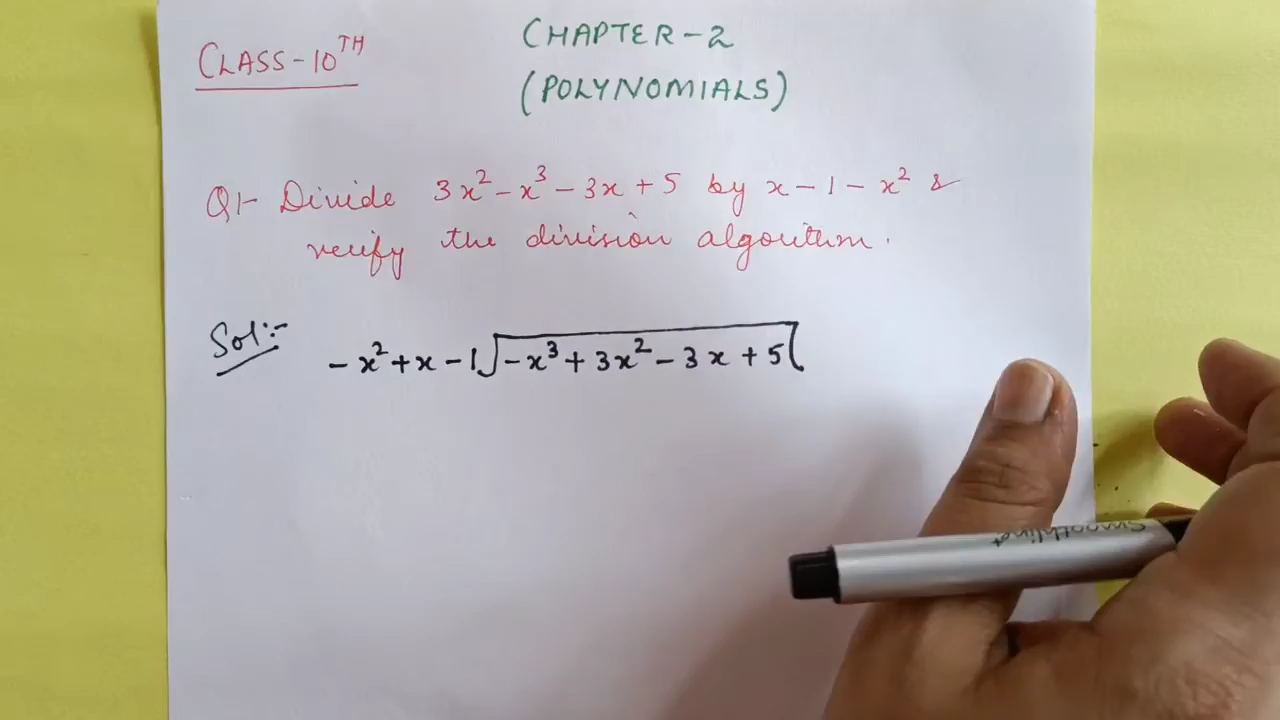 CLASS-10TH
CHAPTER-2
(POLYNOMIALS)
Q1- Divide 3x² - x³ - 3x + 5 by x - 1 - x² &
verify the division algorithm.
Sol:-
-x² + x - 1 -x³ + 3x² - 3x + 5
Smoothliner